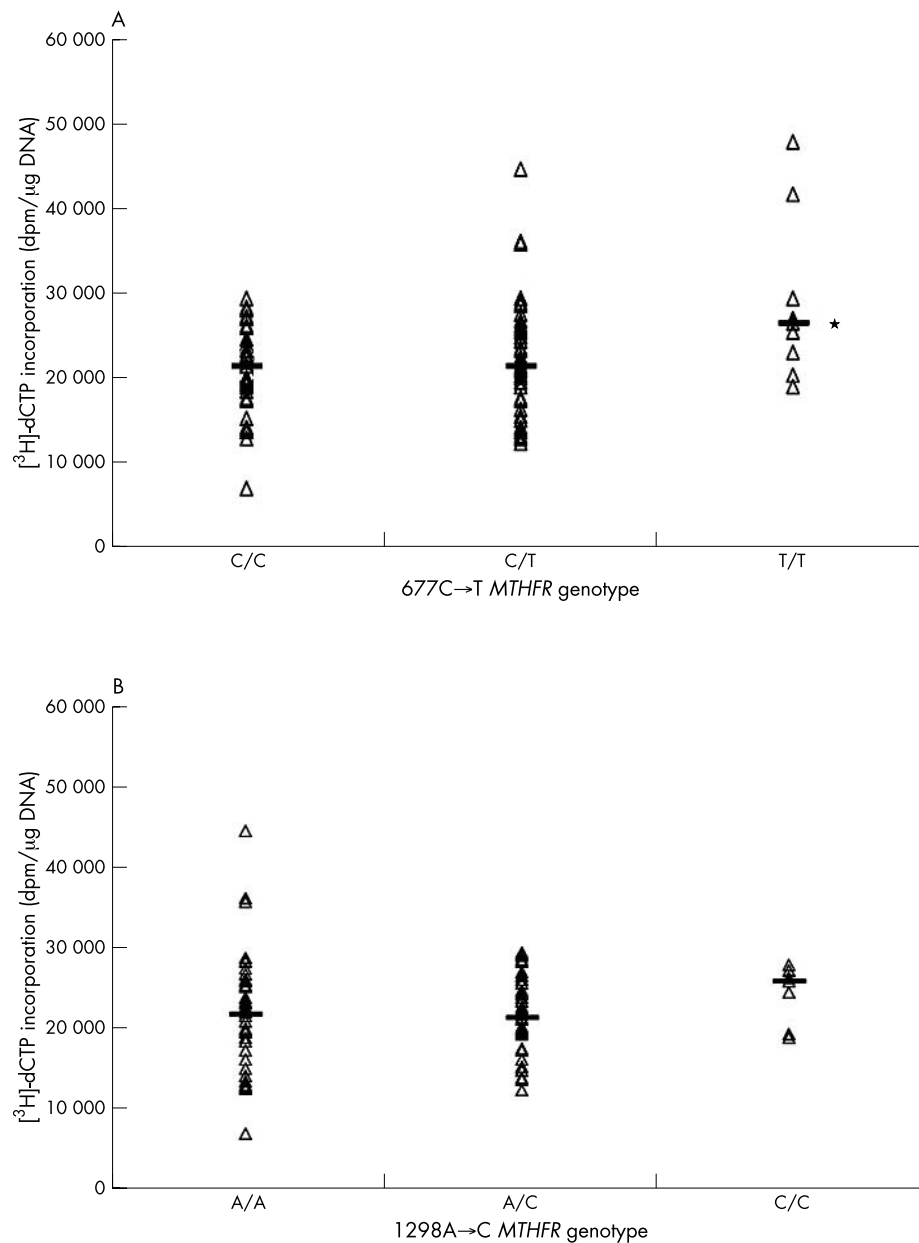 A
60 000
50 000
40 000
30 000
20 000
10 000
0
[³H]-dCTP incorporation (dpm/µg DNA)
C/C C/T T/T
677C→T MTHFR genotype
B
60 000
50 000
40 000
30 000
20 000
10 000
0
[³H]-dCTP incorporation (dpm/µg DNA)
A/A A/C C/C
1298A→C MTHFR genotype